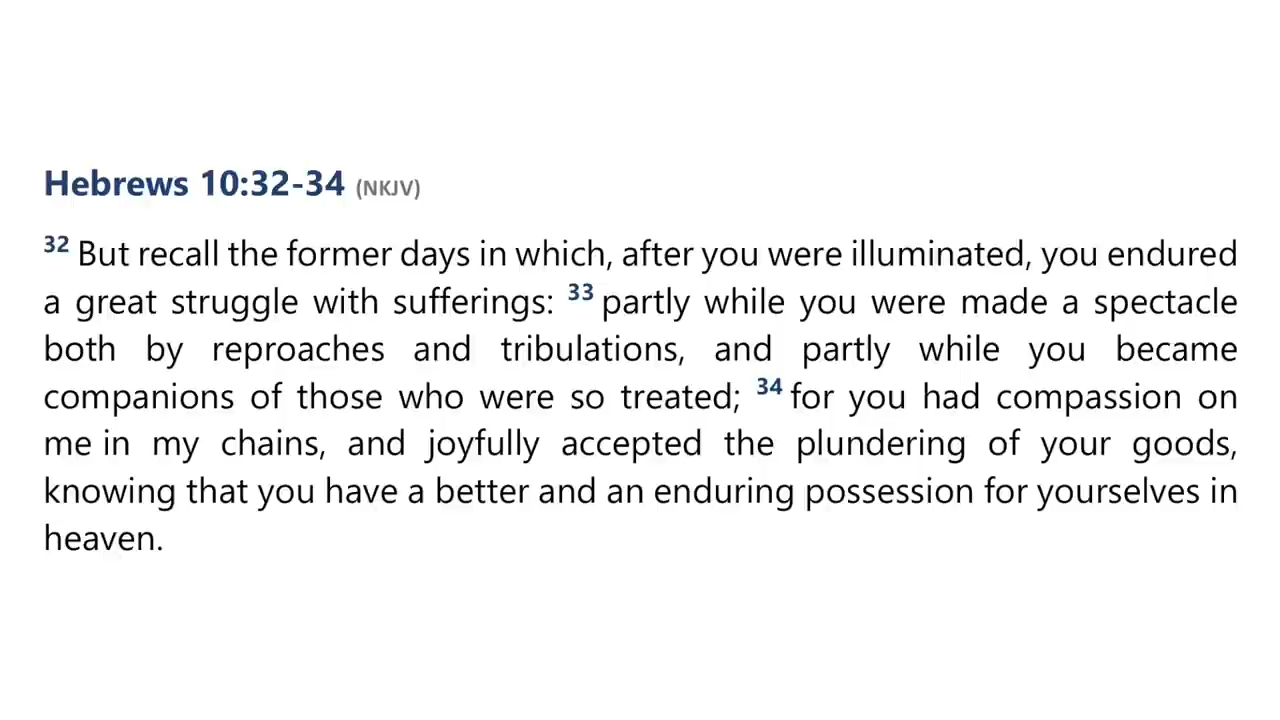 Hebrews 10:32-34 (NKJV)
32 But recall the former days in which, after you were illuminated, you endured
a great struggle with sufferings: 33 partly while you were made a spectacle
both by reproaches and tribulations, and partly while you became
companions of those who were so treated; 34 for you had compassion on
me in my chains, and joyfully accepted the plundering of your goods,
knowing that you have a better and an enduring possession for yourselves in
heaven.